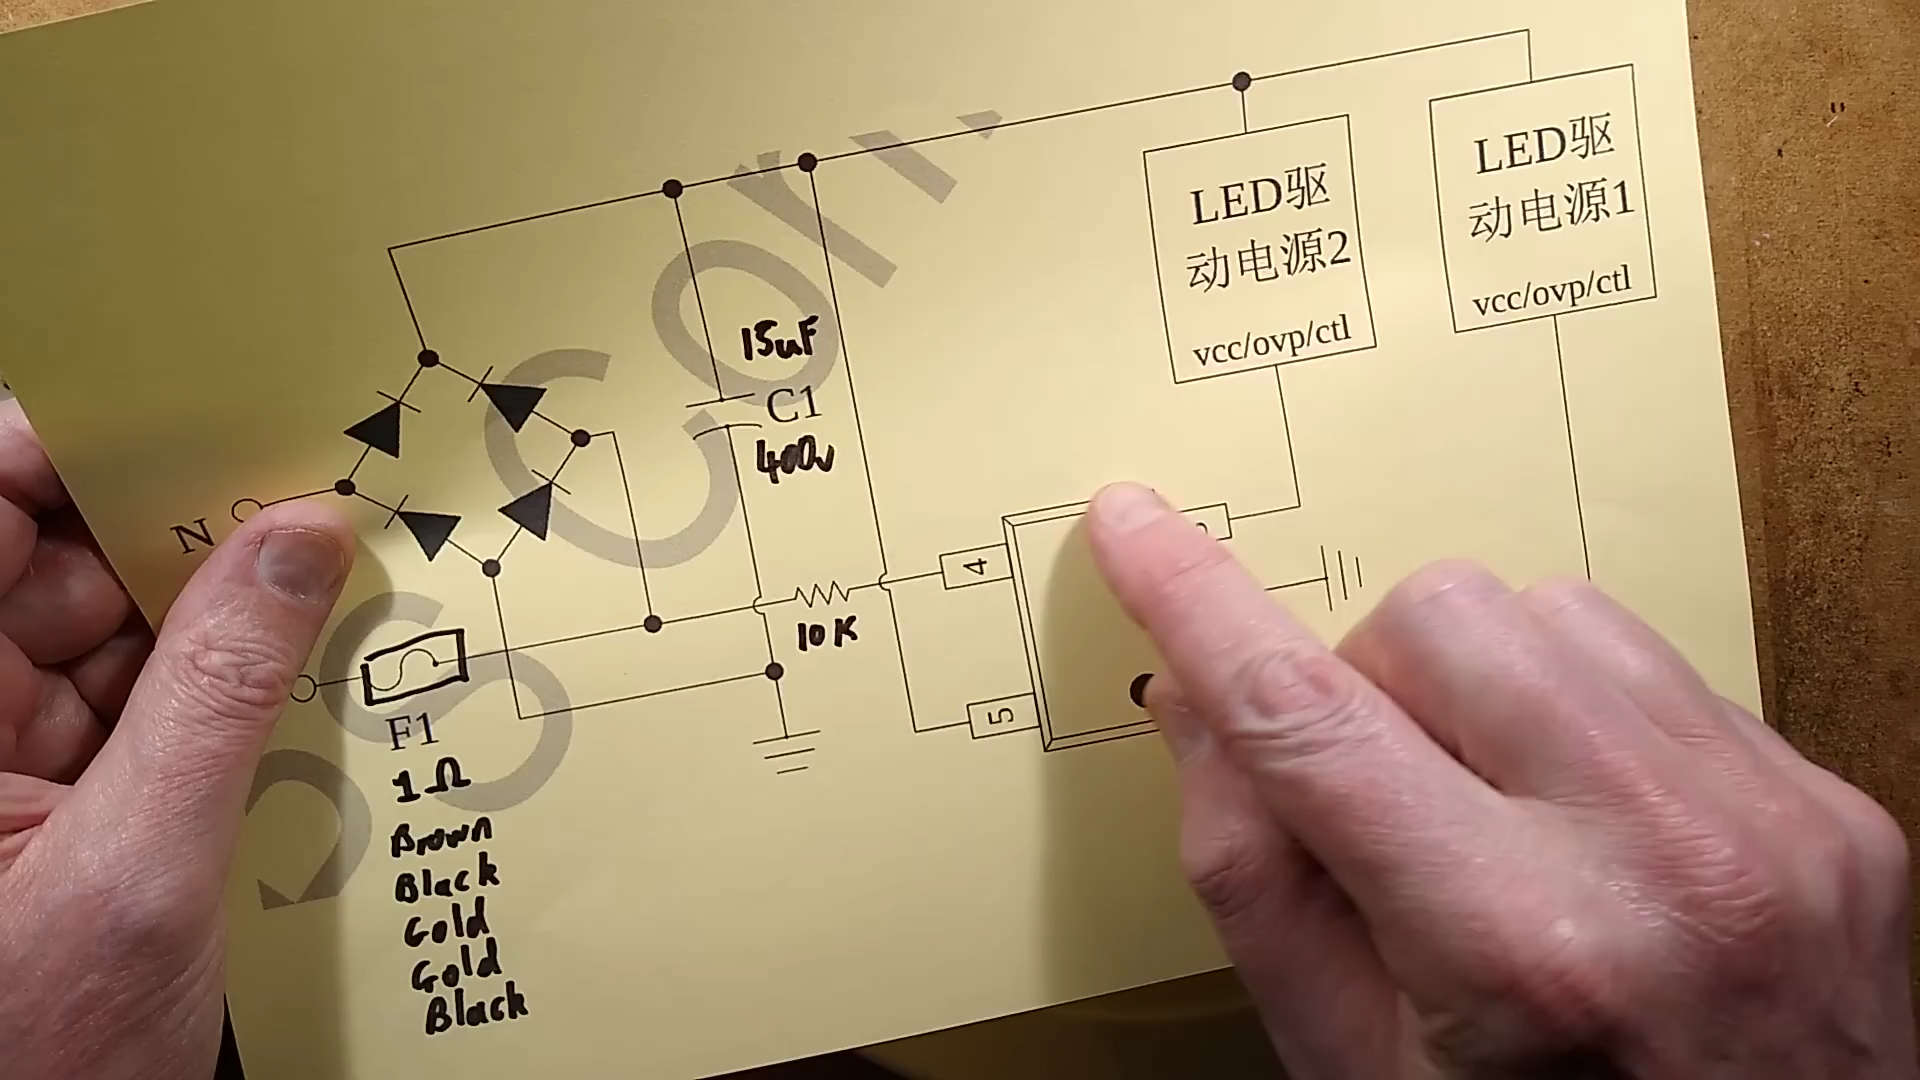 LED驱
动电源1
vcc/ovp/ctl
LED驱
动电源2
vcc/ovp/ctl
15uF
C1
400v
N
4
10K
5
F1
1Ω
Brown
Black
Gold
Gold
Black